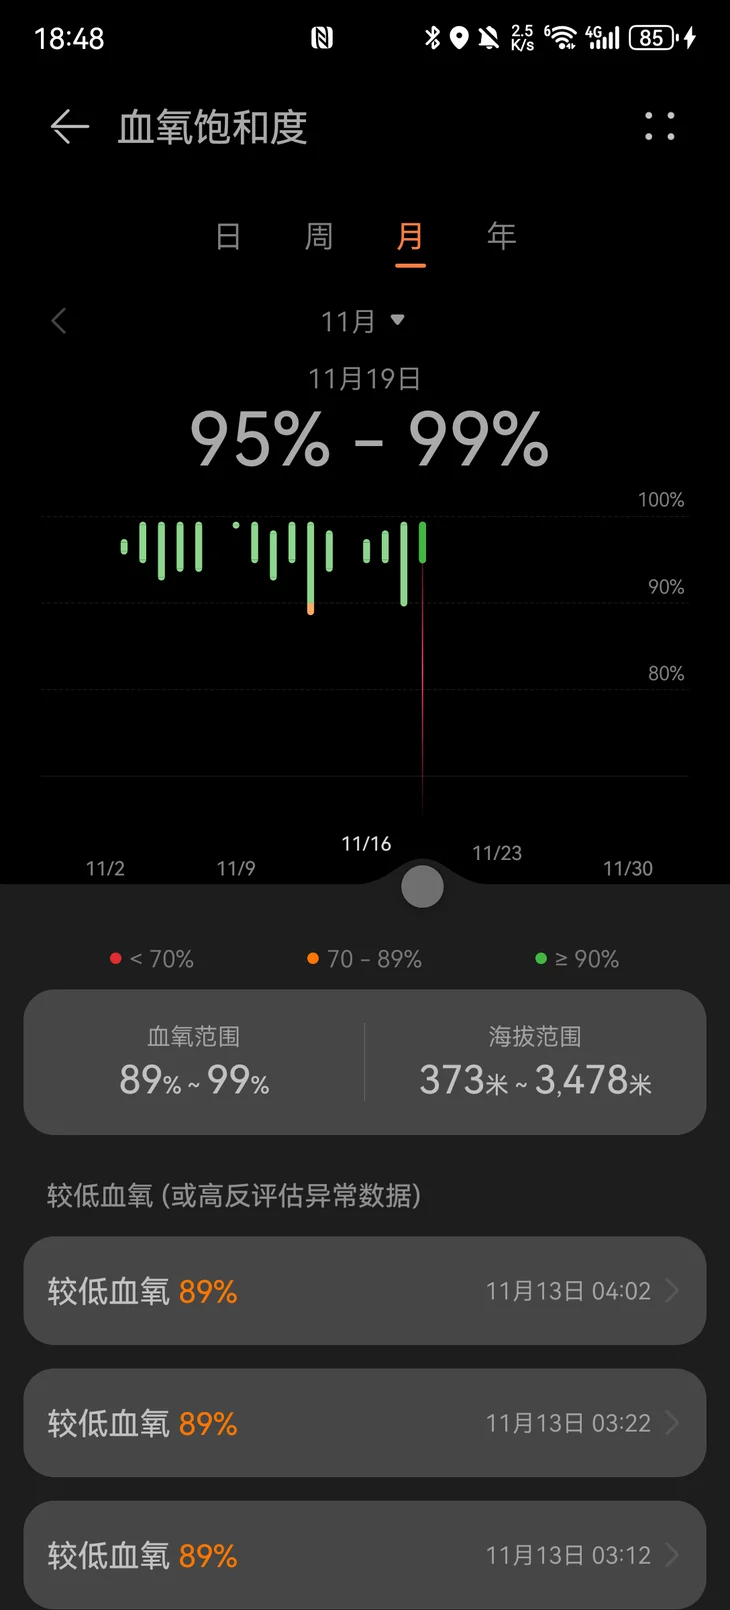 18:48 2.5 K/s 6 4G 85
血氧饱和度
日 周 月 年
11月
11月19日
95% – 99%
100%
90%
80%
11/2 11/9 11/16 11/23 11/30
< 70% 70 – 89% ≥ 90%
血氧范围 海拔范围
89% ~ 99% 373米 ~ 3,478米
较低血氧 (或高反评估异常数据)
较低血氧 89% 11月13日 04:02
较低血氧 89% 11月13日 03:22
较低血氧 89% 11月13日 03:12